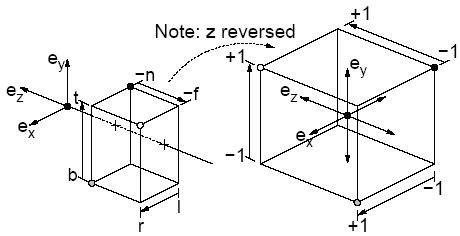 Note: z reversed
+1
−1
+1
e_y
−n
−f
e_z
t
e_y
e_z
e_x
e_x
−1
b
−1
l
r
+1